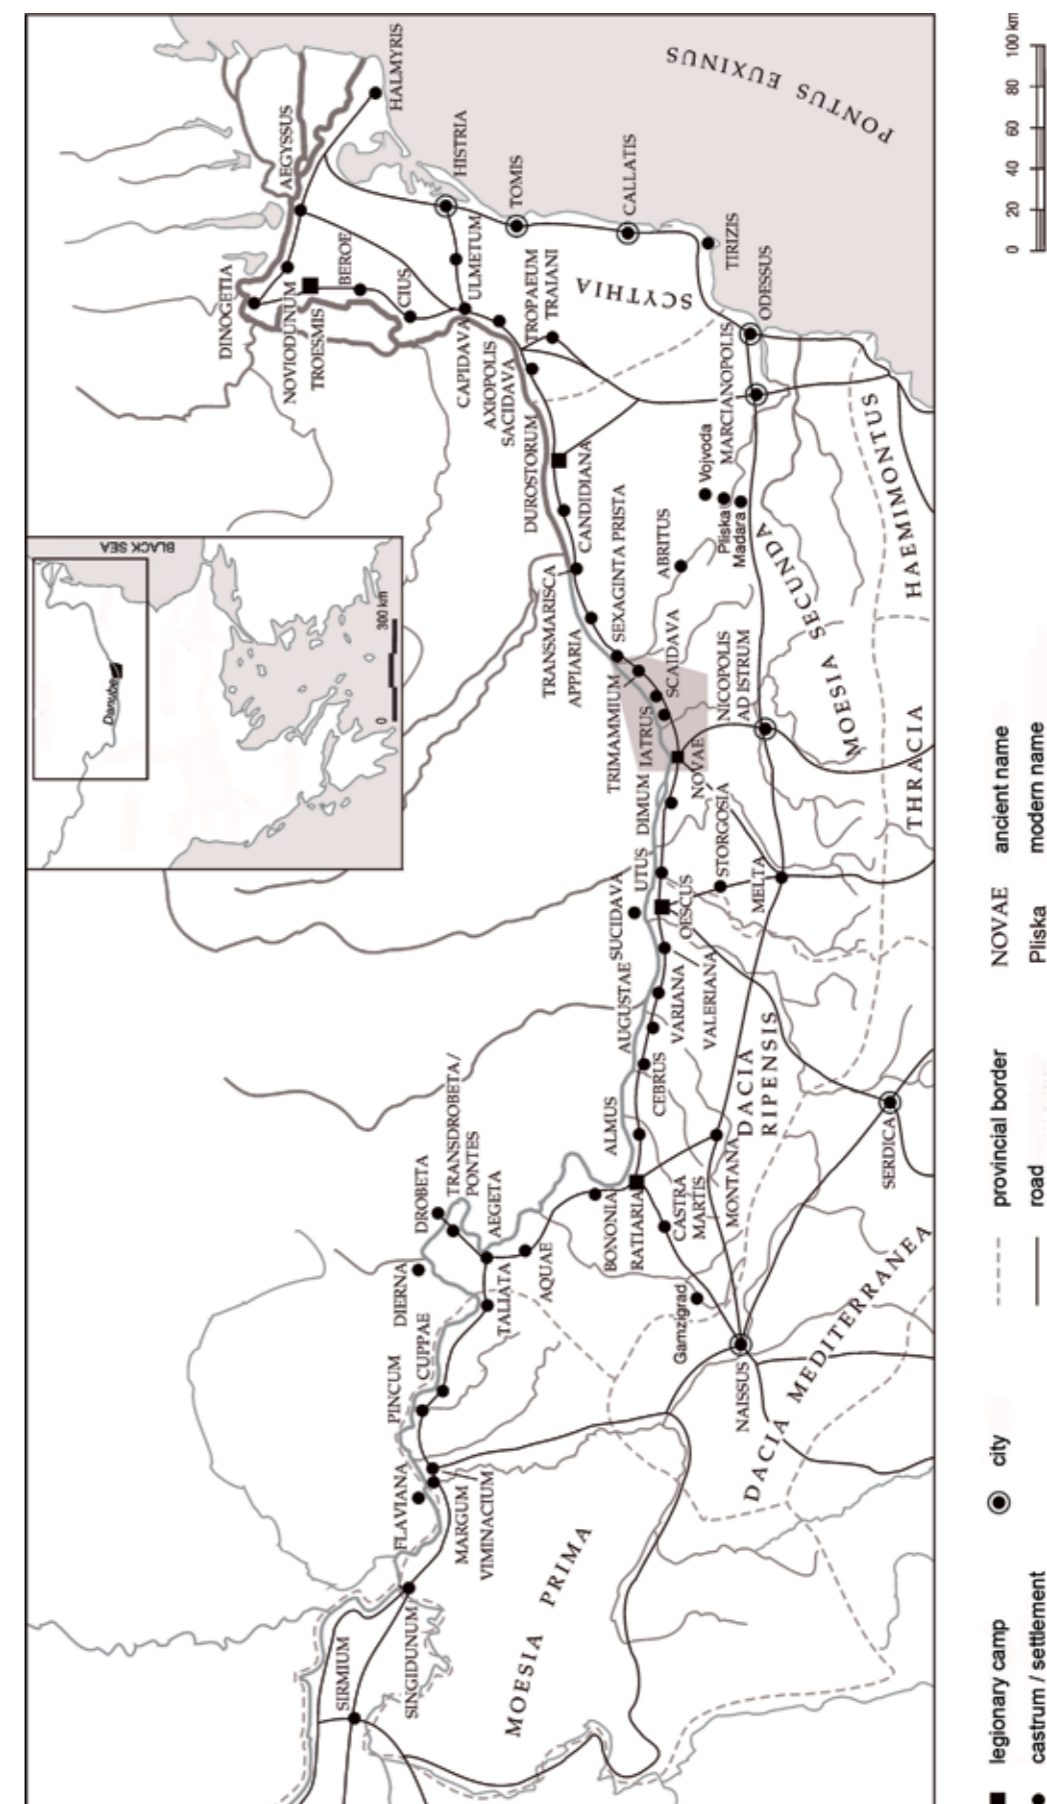 BLACK SEA
Danube
0
300 km
SIRMIUM
SINGIDUNUM
FLAVIANA
MARGUM /
VIMINACIUM
PINCUM
CUPPAE
DIERNA
TALIATA
DROBETA
TRANSDROBETA/
PONTES
AEGETA
AQUAE
BONONIA
RATIARIA
ALMUS
CASTRA
MARTIS
MONTANA
Gamzigrad
NAISSUS
SERDICA
CEBRUS
AUGUSTAE
VARIANA
VALERIANA
SUCIDAVA
OESCUS
UTUS
STORGOSIA
MELTA
DIMUM
NOVAE
IATRUS
TRIMAMMIUM
SCAIDAVA
SEXAGINTA PRISTA
NICOPOLIS
AD ISTRUM
APPIARIA
TRANSMARISCA
ABRITUS
CANDIDIANA
DUROSTORUM
Vojvoda
Pliska
Madara
MARCIANOPOLIS
ODESSUS
SACIDAVA
AXIOPOLIS
TROPAEUM
TRAIANI
CAPIDAVA
ULMETUM
CIUS
BEROE
TROESMIS
NOVIODUNUM
DINOGETIA
AEGYSSUS
HALMYRIS
HISTRIA
TOMIS
CALLATIS
TIRIZIS
MOESIA PRIMA
DACIA MEDITERRANEA
DACIA
RIPENSIS
THRACIA
MOESIA SECUNDA
HAEMIMONTUS
SCYTHIA
PONTUS EUXINUS
legionary camp
city
provincial border
NOVAE
ancient name
castrum / settlement
road
Pliska
modern name
0 20 40 60 80 100 km